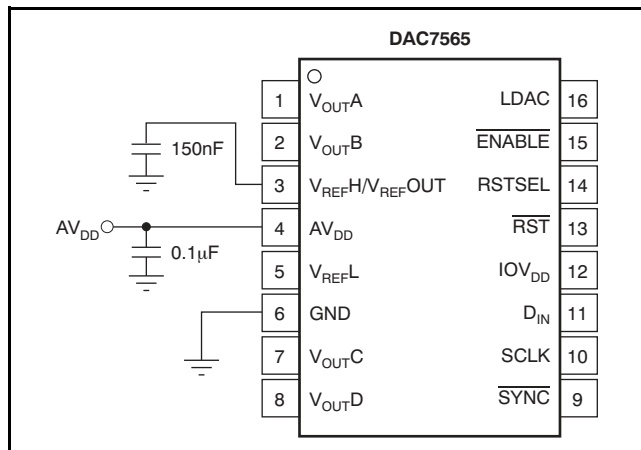 DAC7565
1 VOUTA LDAC 16
2 VOUTB ENABLE 15
150nF
3 VREFH/VREFOUT RSTSEL 14
AVDD 4 AVDD RST 13
0.1µF
5 VREFL IOVDD 12
6 GND DIN 11
7 VOUTC SCLK 10
8 VOUTD SYNC 9